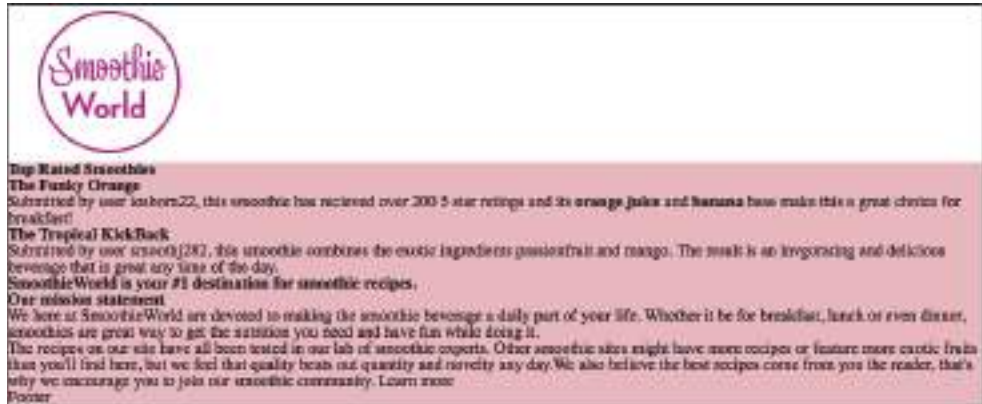 Smoothie
World
Top Rated Smoothies
The Funky Orange
Submitted by user, this smoothie has recieved over 200 5 star ratings and its orange juice and banana base make this a great choice for
breakfast!
The Tropical KickBack
Submitted by user smoothj282, this smoothie combines the exotic ingredients passionfruit and mango. The result is an invgorating and delicious
beverage that is great any time of the day.
SmoothieWorld is your #1 destination for smoothie recipes.
Our mission statement
We here at SmoothieWorld are devoted to making the smoothie beverage a daily part of your life. Whether it be for breakfast, lunch or even dinner,
smoothies are great way to get the nutrition you need and have fun while doing it.
The recipes on our site have all been tested in our lab of smoothie experts. Other smoothie sites might have more recipes or feature more exotic fruits
than you'll find here, but we feel that quality beats out quantity and novelty any day.We also believe the best recipes come from you the reader, that's
why we encourage you to join our smoothie community. Learn more
Footer